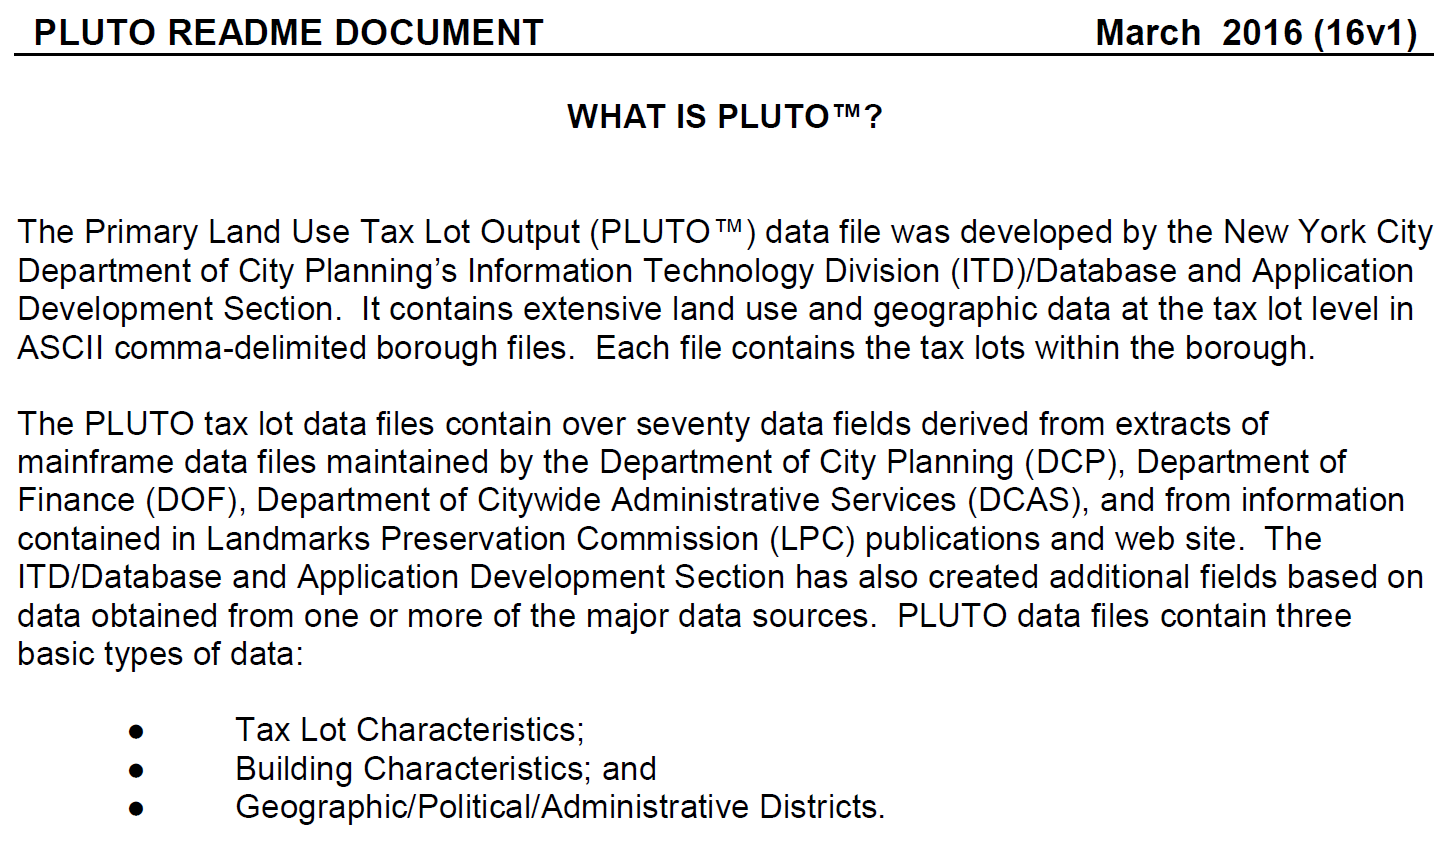 PLUTO README DOCUMENT March 2016 (16v1)
WHAT IS PLUTO™?
The Primary Land Use Tax Lot Output (PLUTO™) data file was developed by the New York City
Department of City Planning’s Information Technology Division (ITD)/Database and Application
Development Section.  It contains extensive land use and geographic data at the tax lot level in
ASCII comma-delimited borough files.  Each file contains the tax lots within the borough.
The PLUTO tax lot data files contain over seventy data fields derived from extracts of
mainframe data files maintained by the Department of City Planning (DCP), Department of
Finance (DOF), Department of Citywide Administrative Services (DCAS), and from information
contained in Landmarks Preservation Commission (LPC) publications and web site.  The
ITD/Database and Application Development Section has also created additional fields based on
data obtained from one or more of the major data sources.  PLUTO data files contain three
basic types of data:
● Tax Lot Characteristics;
● Building Characteristics; and
● Geographic/Political/Administrative Districts.